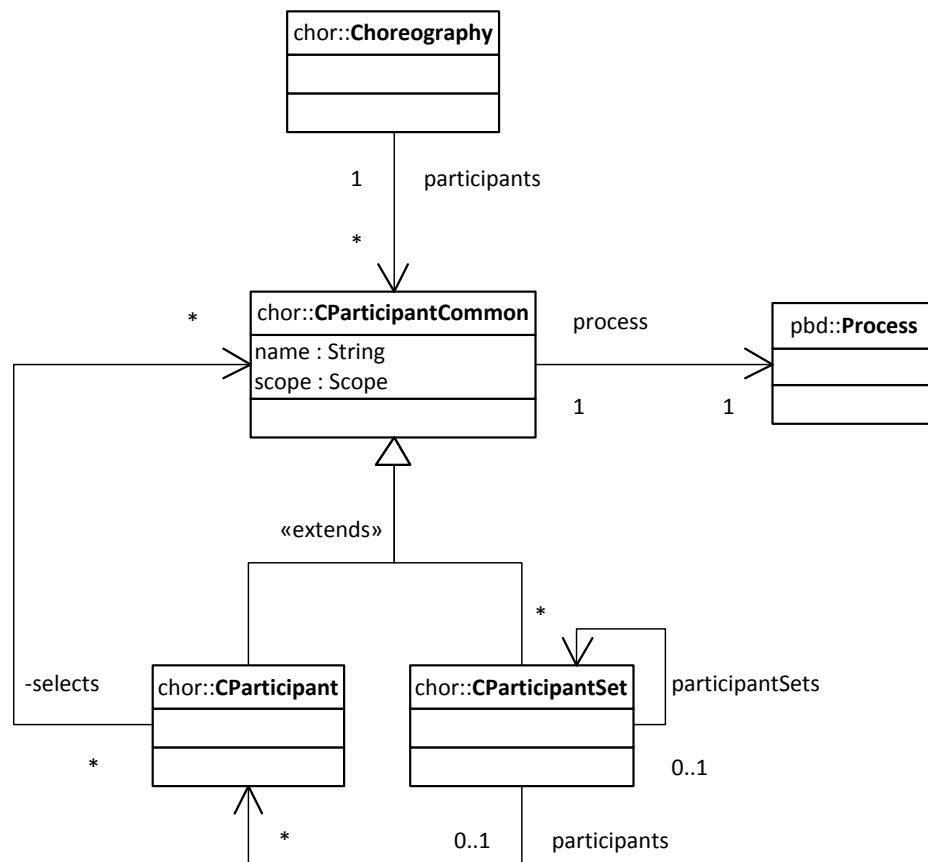 chor::Choreography
1 participants
*
chor::CParticipantCommon
name : String
scope : Scope
*
process
1 1
pbd::Process
«extends»
*
-selects
*
chor::CParticipant
chor::CParticipantSet
participantSets
0..1
*
0..1 participants